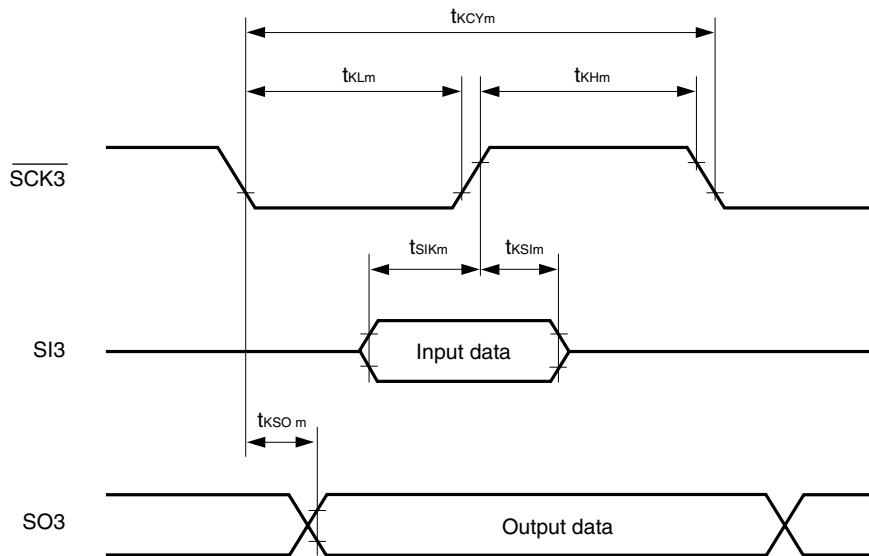 tKCYm
tKLm
tKHm
SCK3
tSIKm
tKSIm
SI3
Input data
tKSO m
SO3
Output data